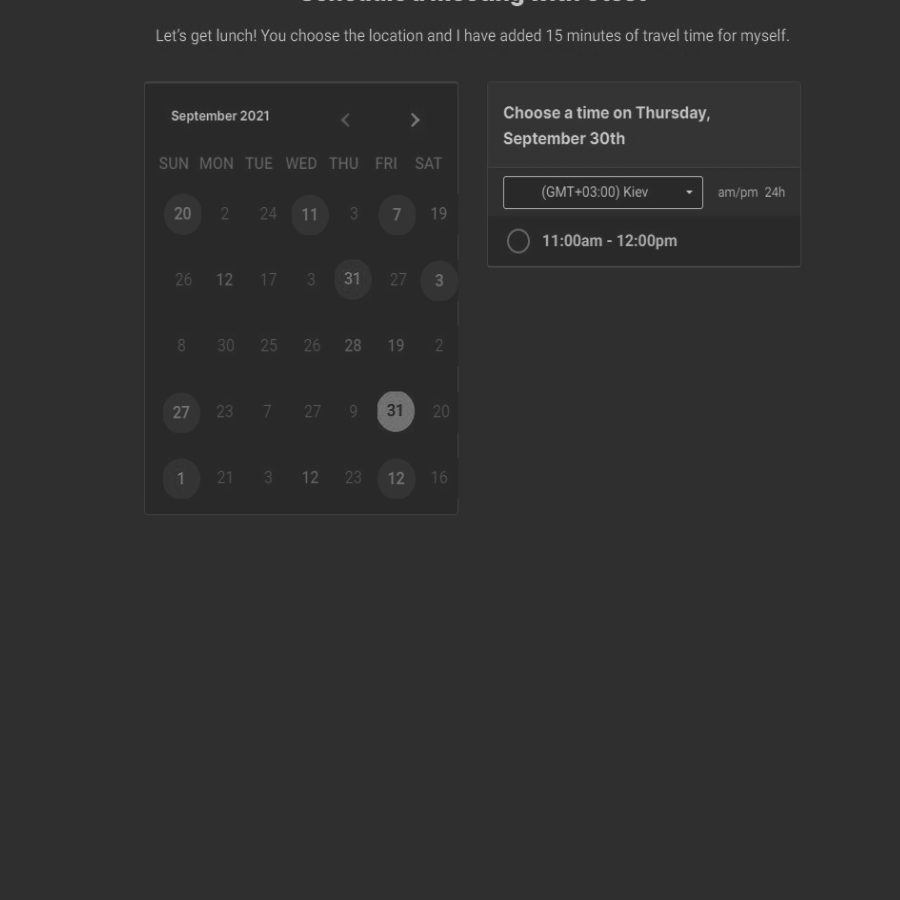 Let's get lunch! You choose the location and I have added 15 minutes of travel time for myself.
September 2021
SUN MON TUE WED THU FRI SAT
20 2 24 11 3 7 19
26 12 17 3 31 27 3
8 30 25 26 28 19 2
27 23 7 27 9 31 20
1 21 3 12 23 12 16
Choose a time on Thursday,
September 30th
(GMT+03:00) Kiev am/pm 24h
11:00am - 12:00pm